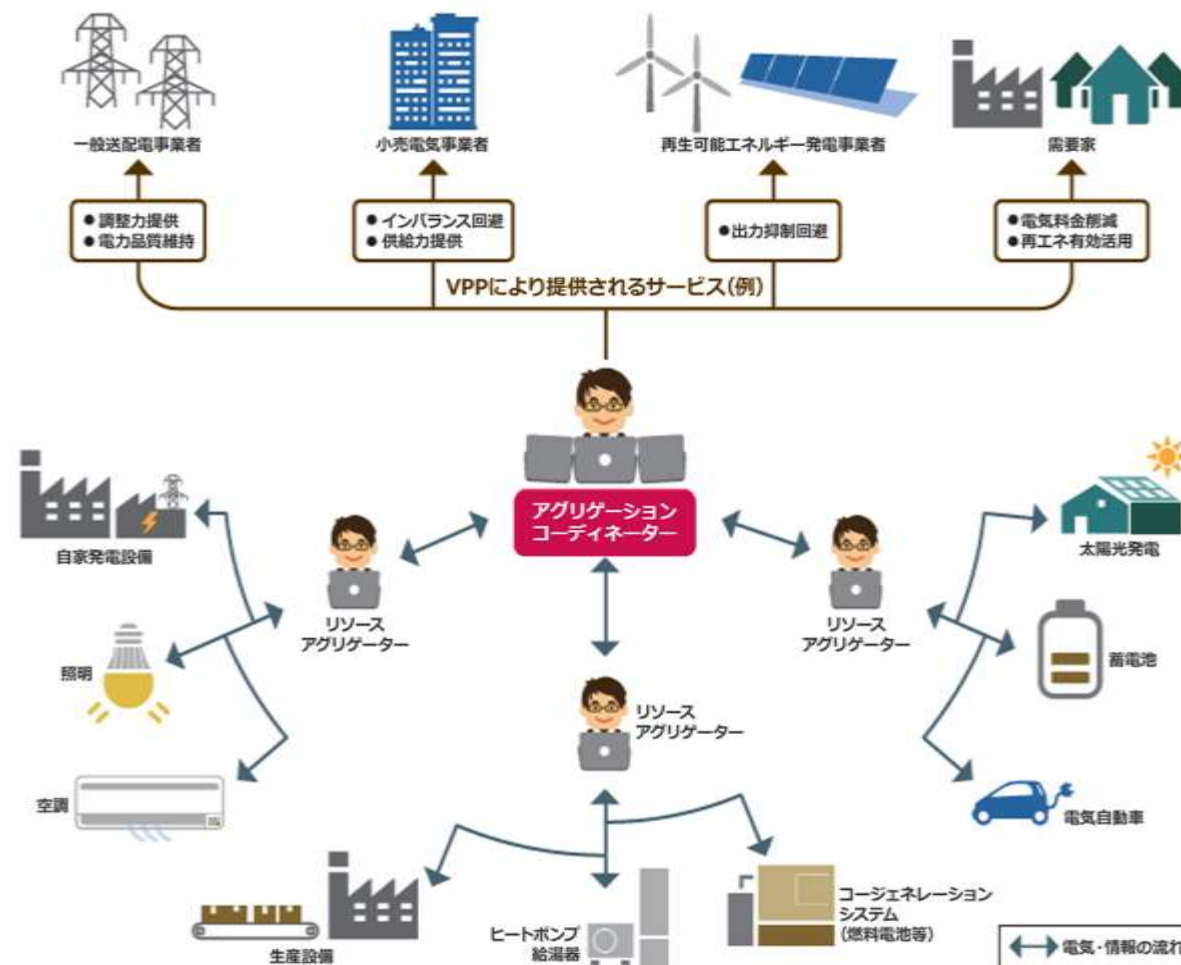 一般送配電事業者
小売電気事業者
再生可能エネルギー発電事業者
需要家
●調整力提供
●電力品質維持
●インバランス回避
●供給力提供
●出力抑制回避
●電気料金削減
●再エネ有効活用
VPPにより提供されるサービス(例)
アグリゲーション
コーディネーター
自家発電設備
リソース
アグリゲーター
リソース
アグリゲーター
太陽光発電
照明
蓄電池
リソース
アグリゲーター
空調
電気自動車
生産設備
ヒートポンプ
給湯器
コージェネレーション
システム
(燃料電池等)
電気・情報の流れ